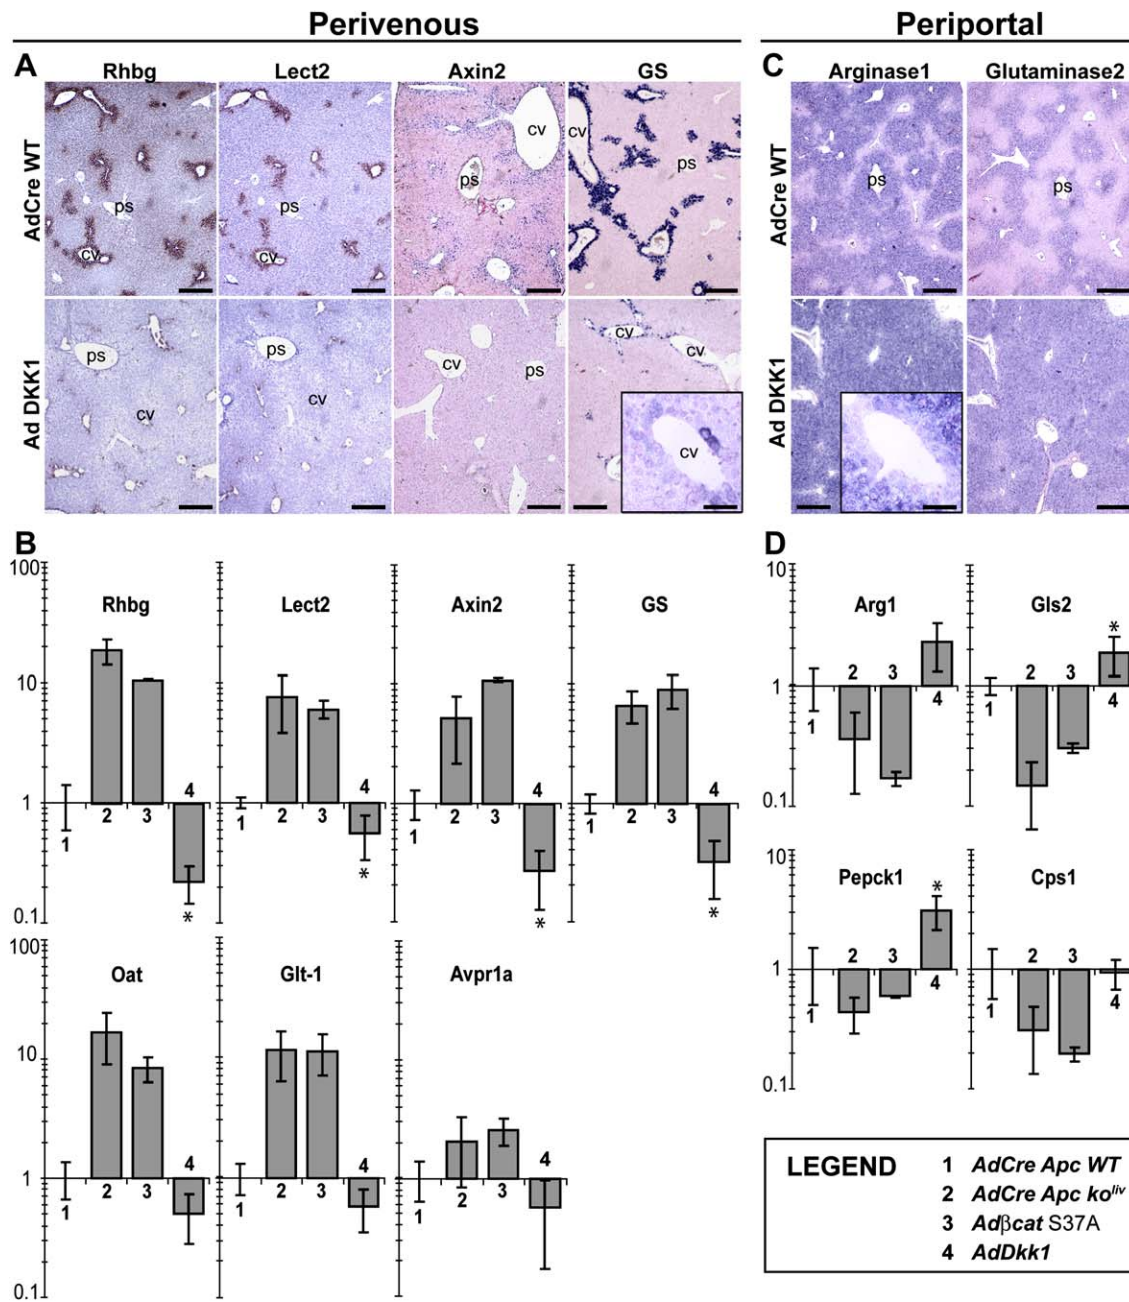 Perivenous Periportal
A Rhbg Lect2 Axin2 GS C Arginase1 Glutaminase2
AdCre WT
ps cv ps cv cv ps cv ps ps ps
Ad DKK1
ps cv ps cv cv ps cv cv cv
B
100 Rhbg Lect2 Axin2 GS
10
1
0.1
1 2 3 4 * 1 2 3 4 * 1 2 3 4 * 1 2 3 4 *
100 Oat Glt-1 Avpr1a
10
1
0.1
1 2 3 4 1 2 3 4 1 2 3 4
D
10 Arg1 Gls2
1
0.1
1 2 3 4 1 2 3 4 *
10 Pepck1 Cps1
1
0.1
1 2 3 4 * 1 2 3 4
LEGEND
1 AdCre Apc WT
2 AdCre Apc ko^liv
3 Adβcat S37A
4 AdDkk1